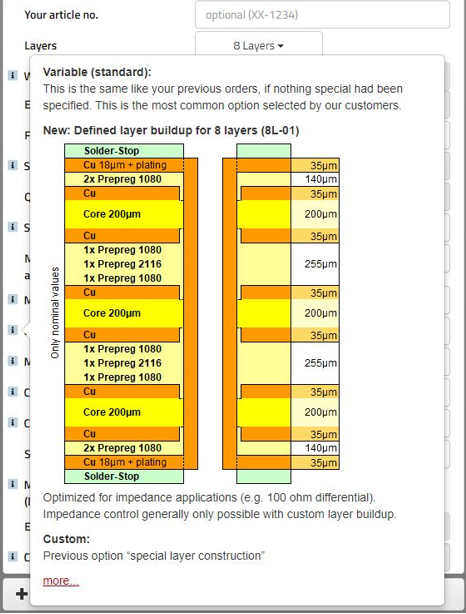 Your article no.
optional (XX-1234)
Layers
8 Layers
Variable (standard):
This is the same like your previous orders, if nothing special had been
specified. This is the most common option selected by our customers.
New: Defined layer buildup for 8 layers (8L-01)
Solder-Stop
Cu 18µm + plating 35µm
2x Prepreg 1080 140µm
Cu 35µm
Core 200µm 200µm
Cu 35µm
1x Prepreg 1080
1x Prepreg 2116 255µm
1x Prepreg 1080
Cu 35µm
Core 200µm 200µm
Cu 35µm
1x Prepreg 1080
1x Prepreg 2116 255µm
1x Prepreg 1080
Cu 35µm
Core 200µm 200µm
Cu 35µm
2x Prepreg 1080 140µm
Cu 18µm + plating 35µm
Solder-Stop
Only nominal values
Optimized for impedance applications (e.g. 100 ohm differential).
Impedance control generally only possible with custom layer buildup.
Custom:
Previous option “special layer construction”
more...